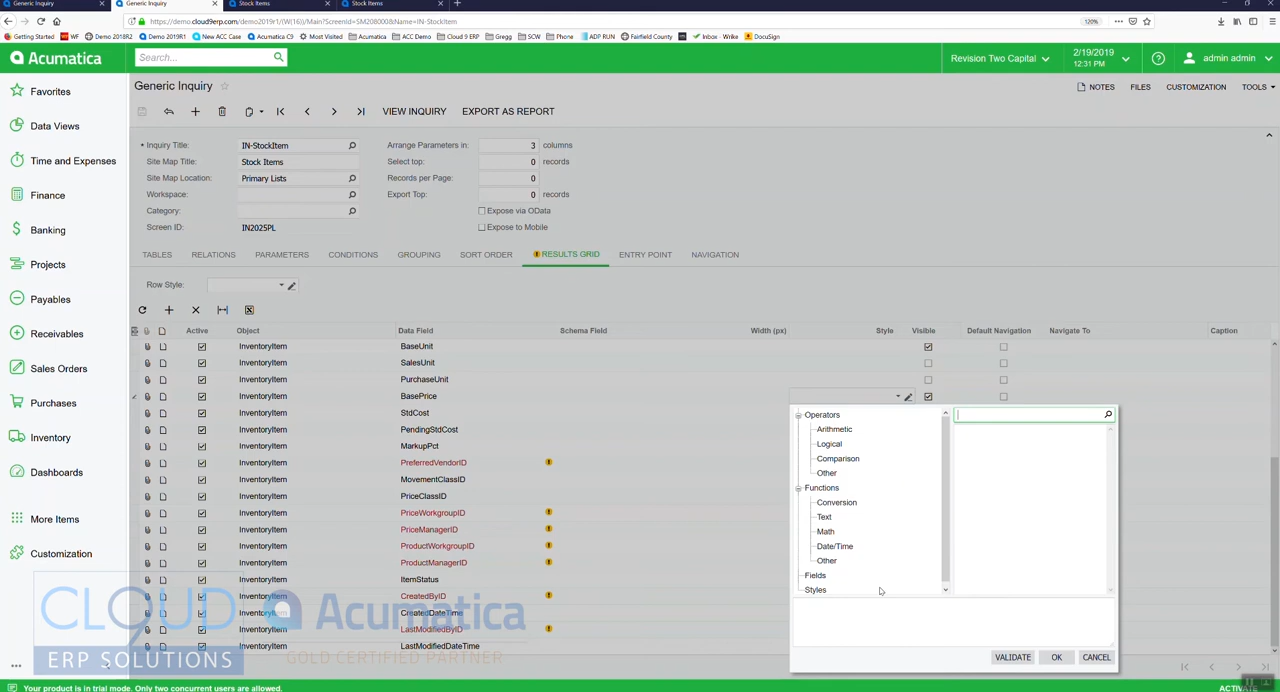 Generic Inquiry
Generic Inquiry
Stock Items
Stock Items
https://demo.cloud9erp.com/demo2019r1/(W(16))/Main?ScreenId=SM208000&Name=IN-StockItem
120%
Getting Started
WF
Demo 2018R2
Demo 2019R1
New ACC Case
Acumatica C9
Most Visited
Acumatica
ACC Demo
Cloud 9 ERP
Gregg
SCW
Phone
ADP RUN
Fairfield County
Inbox - Wrike
DocuSign
Acumatica
Search...
Revision Two Capital
2/19/2019
12:31 PM
admin admin
Favorites
Data Views
Time and Expenses
Finance
Banking
Projects
Payables
Receivables
Sales Orders
Purchases
Inventory
Dashboards
More Items
Customization
Generic Inquiry
NOTES
FILES
CUSTOMIZATION
TOOLS
VIEW INQUIRY
EXPORT AS REPORT
* Inquiry Title: IN-StockItem
Site Map Title: Stock Items
Site Map Location: Primary Lists
Workspace:
Category:
Screen ID: IN2025PL
Arrange Parameters in: 3 columns
Select top: 0 records
Records per Page: 0
Export Top: 0 records
Expose via OData
Expose to Mobile
TABLES
RELATIONS
PARAMETERS
CONDITIONS
GROUPING
SORT ORDER
RESULTS GRID
ENTRY POINT
NAVIGATION
Row Style:
Active Object Data Field Schema Field Width (px) Style Visible Default Navigation Navigate To Caption
InventoryItem BaseUnit
InventoryItem SalesUnit
InventoryItem PurchaseUnit
InventoryItem BasePrice
InventoryItem StdCost
InventoryItem PendingStdCost
InventoryItem MarkupPct
InventoryItem PreferredVendorID
InventoryItem MovementClassID
InventoryItem PriceClassID
InventoryItem PriceWorkgroupID
InventoryItem PriceManagerID
InventoryItem ProductWorkgroupID
InventoryItem ProductManagerID
InventoryItem ItemStatus
InventoryItem CreatedByID
InventoryItem CreatedDateTime
InventoryItem LastModifiedByID
InventoryItem LastModifiedDateTime
Operators
Arithmetic
Logical
Comparison
Other
Functions
Conversion
Text
Math
Date/Time
Other
Fields
Styles
VALIDATE
OK
CANCEL
CLOUD
9
ERP SOLUTIONS
Acumatica
GOLD CERTIFIED PARTNER
Your product is in trial mode. Only two concurrent users are allowed.